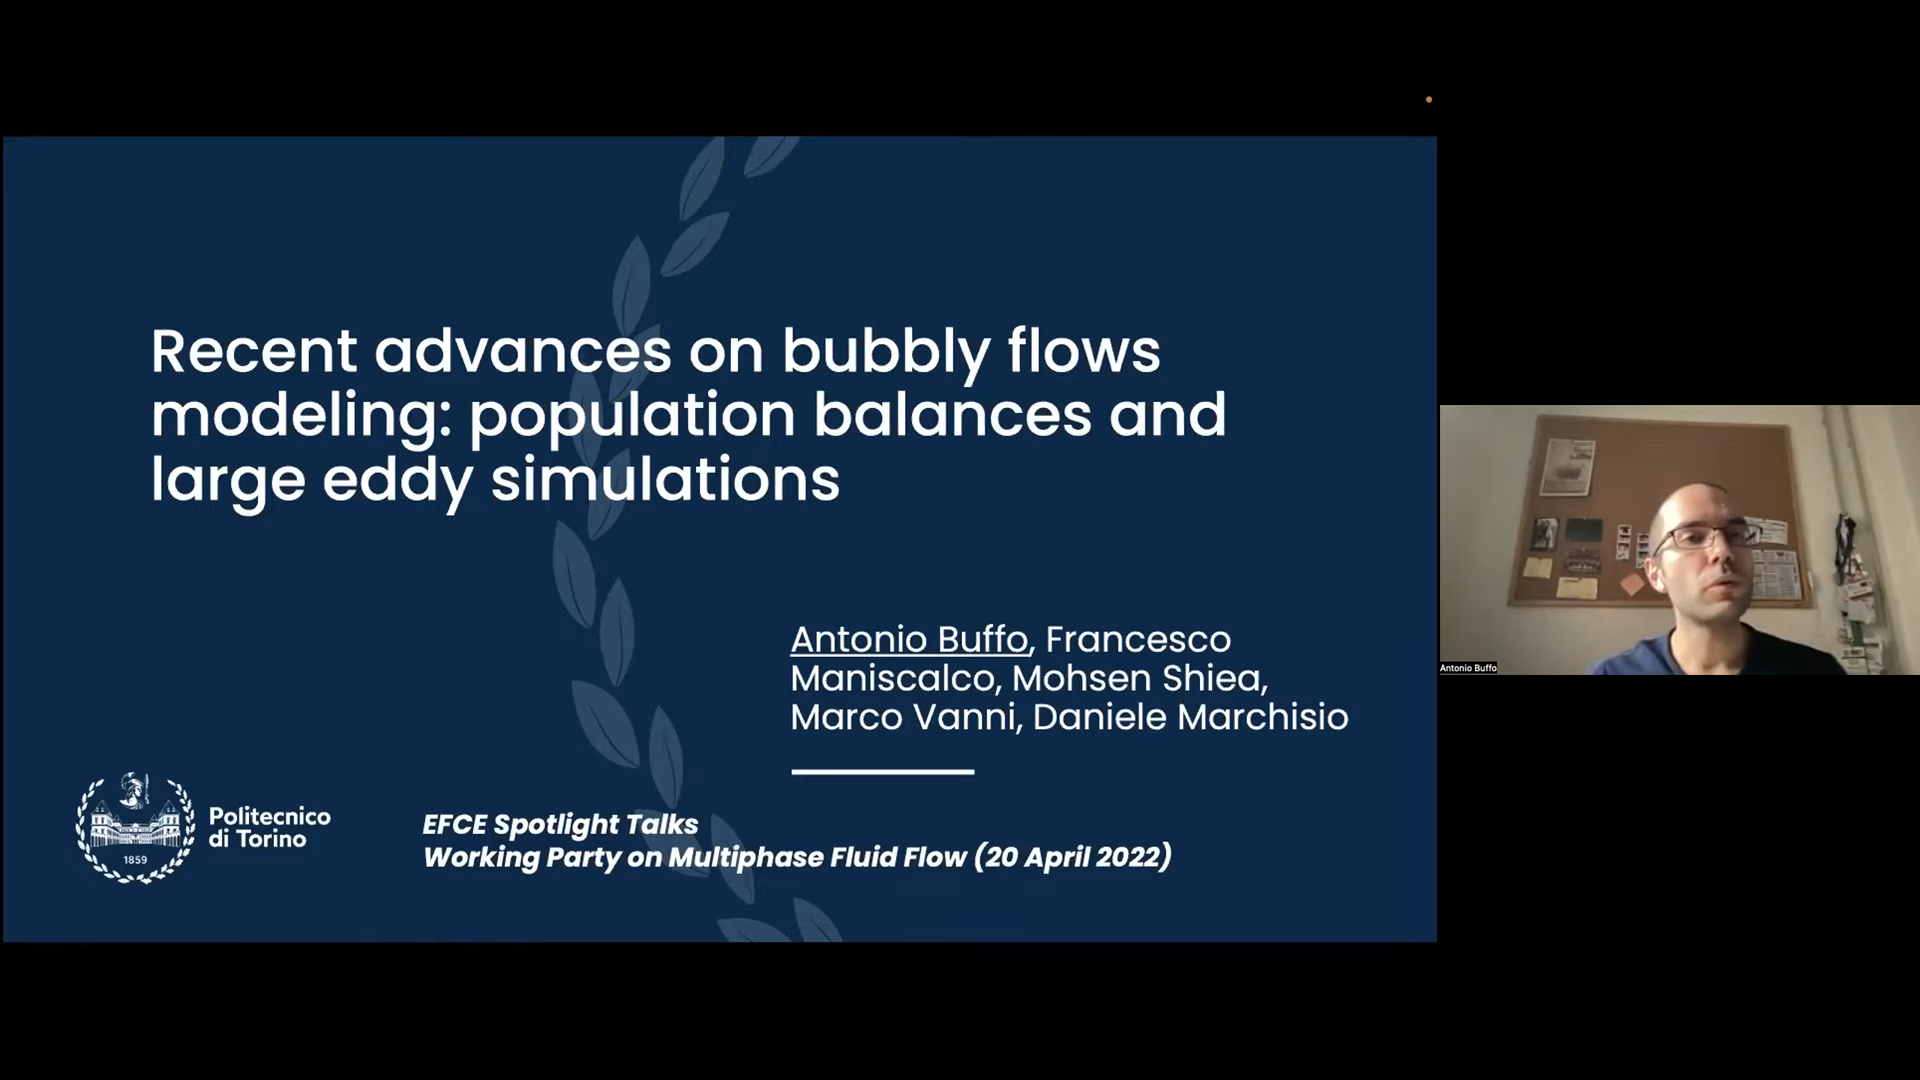 Recent advances on bubbly flows
modeling: population balances and
large eddy simulations
Antonio Buffo, Francesco
Maniscalco, Mohsen Shiea,
Marco Vanni, Daniele Marchisio
Politecnico
di Torino
1859
EFCE Spotlight Talks
Working Party on Multiphase Fluid Flow (20 April 2022)
Antonio Buffo